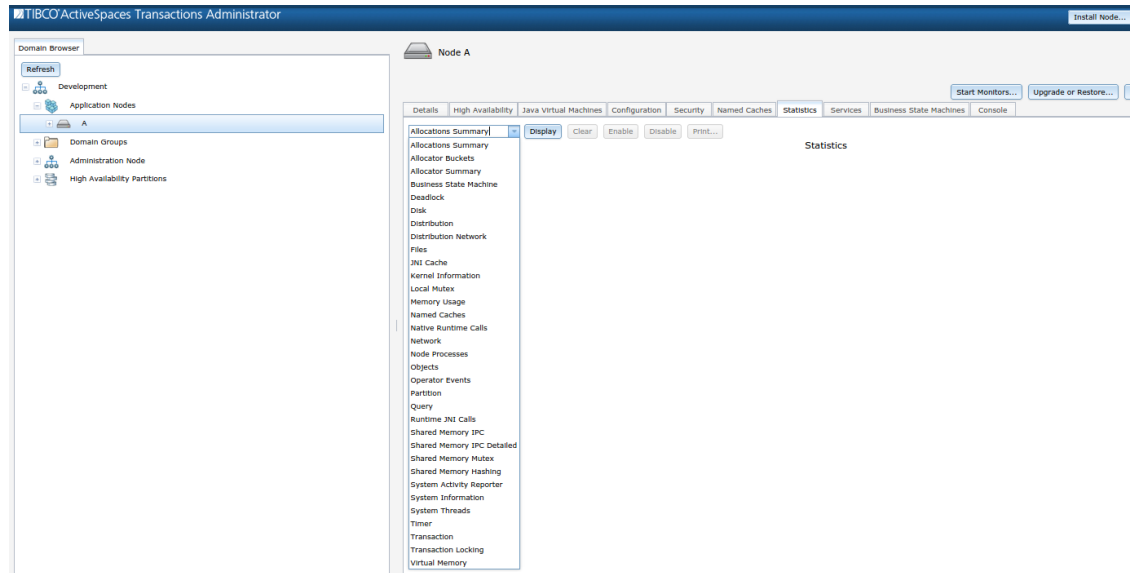 TIBCO® ActiveSpaces Transactions Administrator
Install Node...
Domain Browser
Refresh
Development
Application Nodes
A
Domain Groups
Administration Node
High Availability Partitions
Node A
Start Monitors...
Upgrade or Restore...
Details
High Availability
Java Virtual Machines
Configuration
Security
Named Caches
Statistics
Services
Business State Machines
Console
Allocations Summary
Display
Clear
Enable
Disable
Print...
Statistics
Allocations Summary
Allocator Buckets
Allocator Summary
Business State Machine
Deadlock
Disk
Distribution
Distribution Network
Files
JNI Cache
Kernel Information
Local Mutex
Memory Usage
Named Caches
Native Runtime Calls
Network
Node Processes
Objects
Operator Events
Partition
Query
Runtime JNI Calls
Shared Memory IPC
Shared Memory IPC Detailed
Shared Memory Mutex
Shared Memory Hashing
System Activity Reporter
System Information
System Threads
Timer
Transaction
Transaction Locking
Virtual Memory